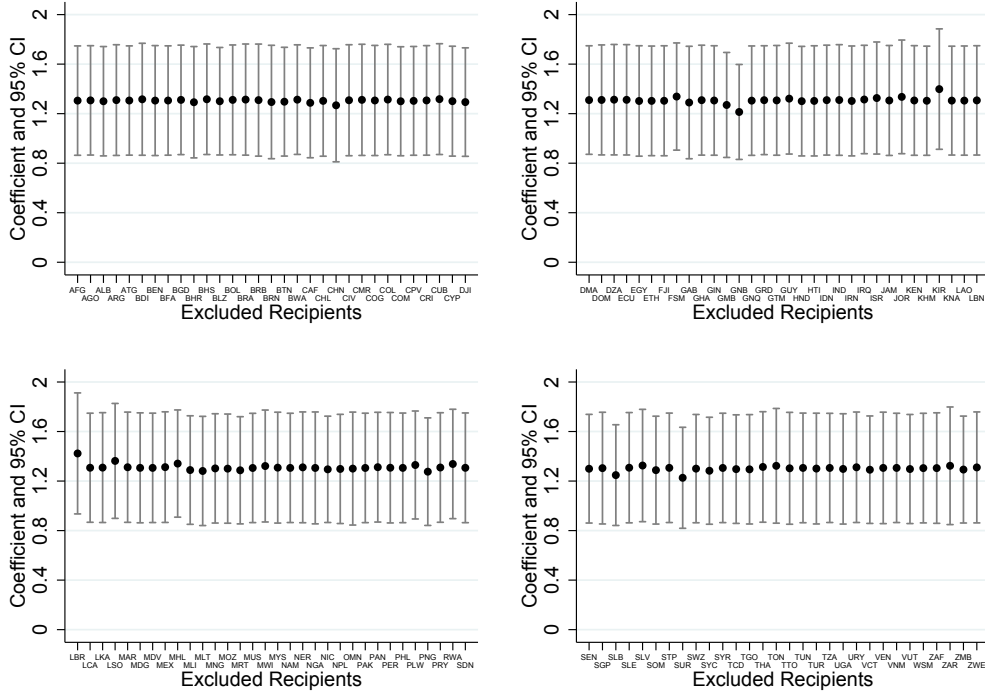 Coefficient and 95% CI
2
1.6
1.2
0.8
0.4
0
AFG ALB ATG BEN BGD BHS BOL BRB BTN CAF CHN CMR COL CPV CUB DJI
AGO ARG BDI BFA BHR BLZ BRA BRN BWA CHL CIV COG COM CRI CYP
Excluded Recipients
Coefficient and 95% CI
2
1.6
1.2
0.8
0.4
0
DMA DZA EGY FJI GAB GIN GNB GRD GUY HTI IND IRQ JAM KEN KIR LAO
DOM ECU ETH FSM GHA GMB GNQ GTM HND IDN IRN ISR JOR KHM KNA LBN
Excluded Recipients
Coefficient and 95% CI
2
1.6
1.2
0.8
0.4
0
LBR LKA MAR MDV MHL MLT MOZ MUS MYS NER NIC OMN PAN PHL PNG RWA
LCA LSO MDG MEX MLI MNG MRT MWI NAM NGA NPL PAK PER PLW PRY SDN
Excluded Recipients
Coefficient and 95% CI
2
1.6
1.2
0.8
0.4
0
SEN SLB SLV STP SWZ SYR TGO TON TUN TZA URY VEN VUT ZAF ZMB
SGP SLE SOM SUR SYC TCD THA TTO TUR UGA VCT VNM WSM ZAR ZWE
Excluded Recipients